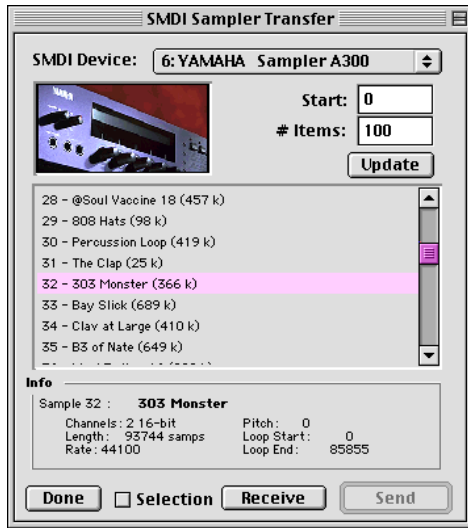 SMDI Sampler Transfer
SMDI Device: 6: YAMAHA Sampler A300
Start: 0
# Items: 100
Update
28 - @Soul Vaccine 18 (457 k)
29 - 808 Hats (98 k)
30 - Percussion Loop (419 k)
31 - The Clap (25 k)
32 - 303 Monster (366 k)
33 - Bay Slick (689 k)
34 - Clav at Large (410 k)
35 - B3 of Nate (649 k)
Info
Sample 32 : 303 Monster
Channels: 2 16-bit Pitch: 0
Length: 93744 samps Loop Start: 0
Rate: 44100 Loop End: 85855
Done Selection Receive Send